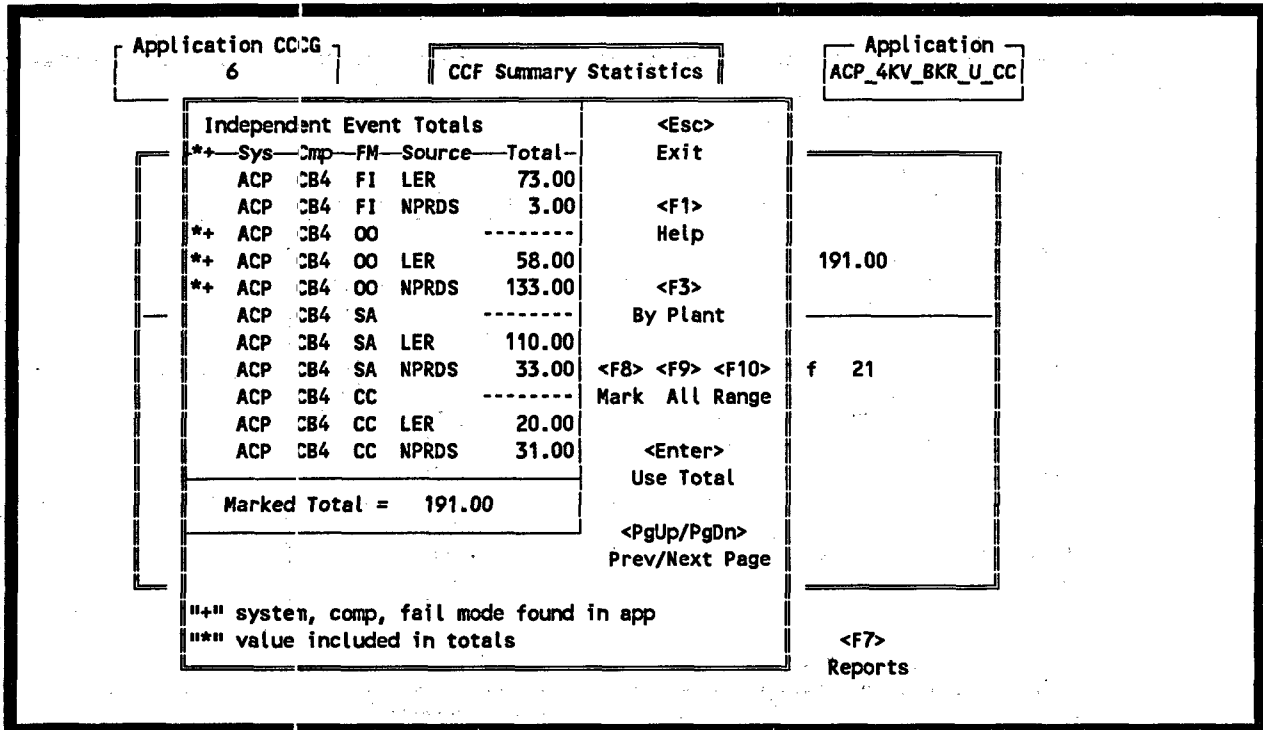 Application CCCG
6
CCF Summary Statistics
Application
ACP_4KV_BKR_U_CC
Independent Event Totals
*+ Sys Cmp FM Source Total
ACP CB4 FI LER 73.00
ACP CB4 FI NPRDS 3.00
*+ ACP CB4 OO --------
*+ ACP CB4 OO LER 58.00
*+ ACP CB4 OO NPRDS 133.00
ACP CB4 SA --------
ACP CB4 SA LER 110.00
ACP CB4 SA NPRDS 33.00
ACP CB4 CC --------
ACP CB4 CC LER 20.00
ACP CB4 CC NPRDS 31.00
Marked Total = 191.00
<Esc>
Exit
<F1>
Help
<F3>
By Plant
<F8> <F9> <F10>
Mark All Range
<Enter>
Use Total
<PgUp/PgDn>
Prev/Next Page
191.00
f 21
"+" system, comp, fail mode found in app
"*" value included in totals
<F7>
Reports